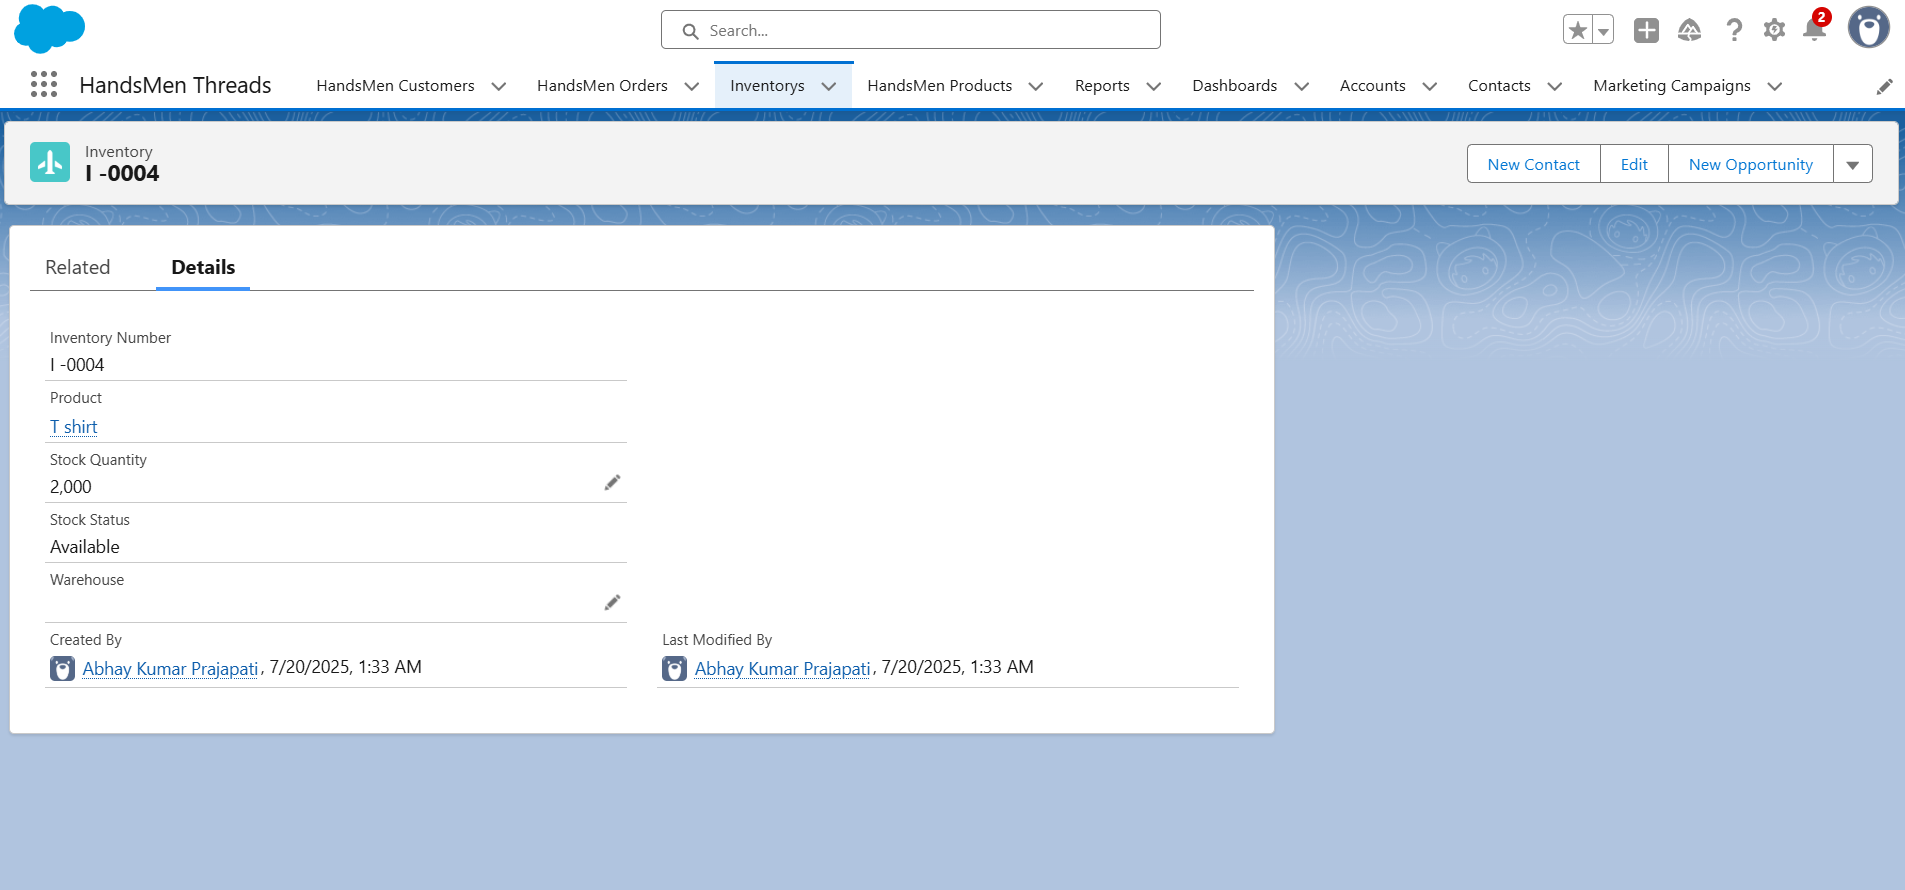 Search...
2
HandsMen Threads HandsMen Customers HandsMen Orders Inventorys HandsMen Products Reports Dashboards Accounts Contacts Marketing Campaigns
Inventory
I -0004
New Contact Edit New Opportunity
Related Details
Inventory Number
I -0004
Product
T shirt
Stock Quantity
2,000
Stock Status
Available
Warehouse
Created By Last Modified By
Abhay Kumar Prajapati, 7/20/2025, 1:33 AM Abhay Kumar Prajapati, 7/20/2025, 1:33 AM